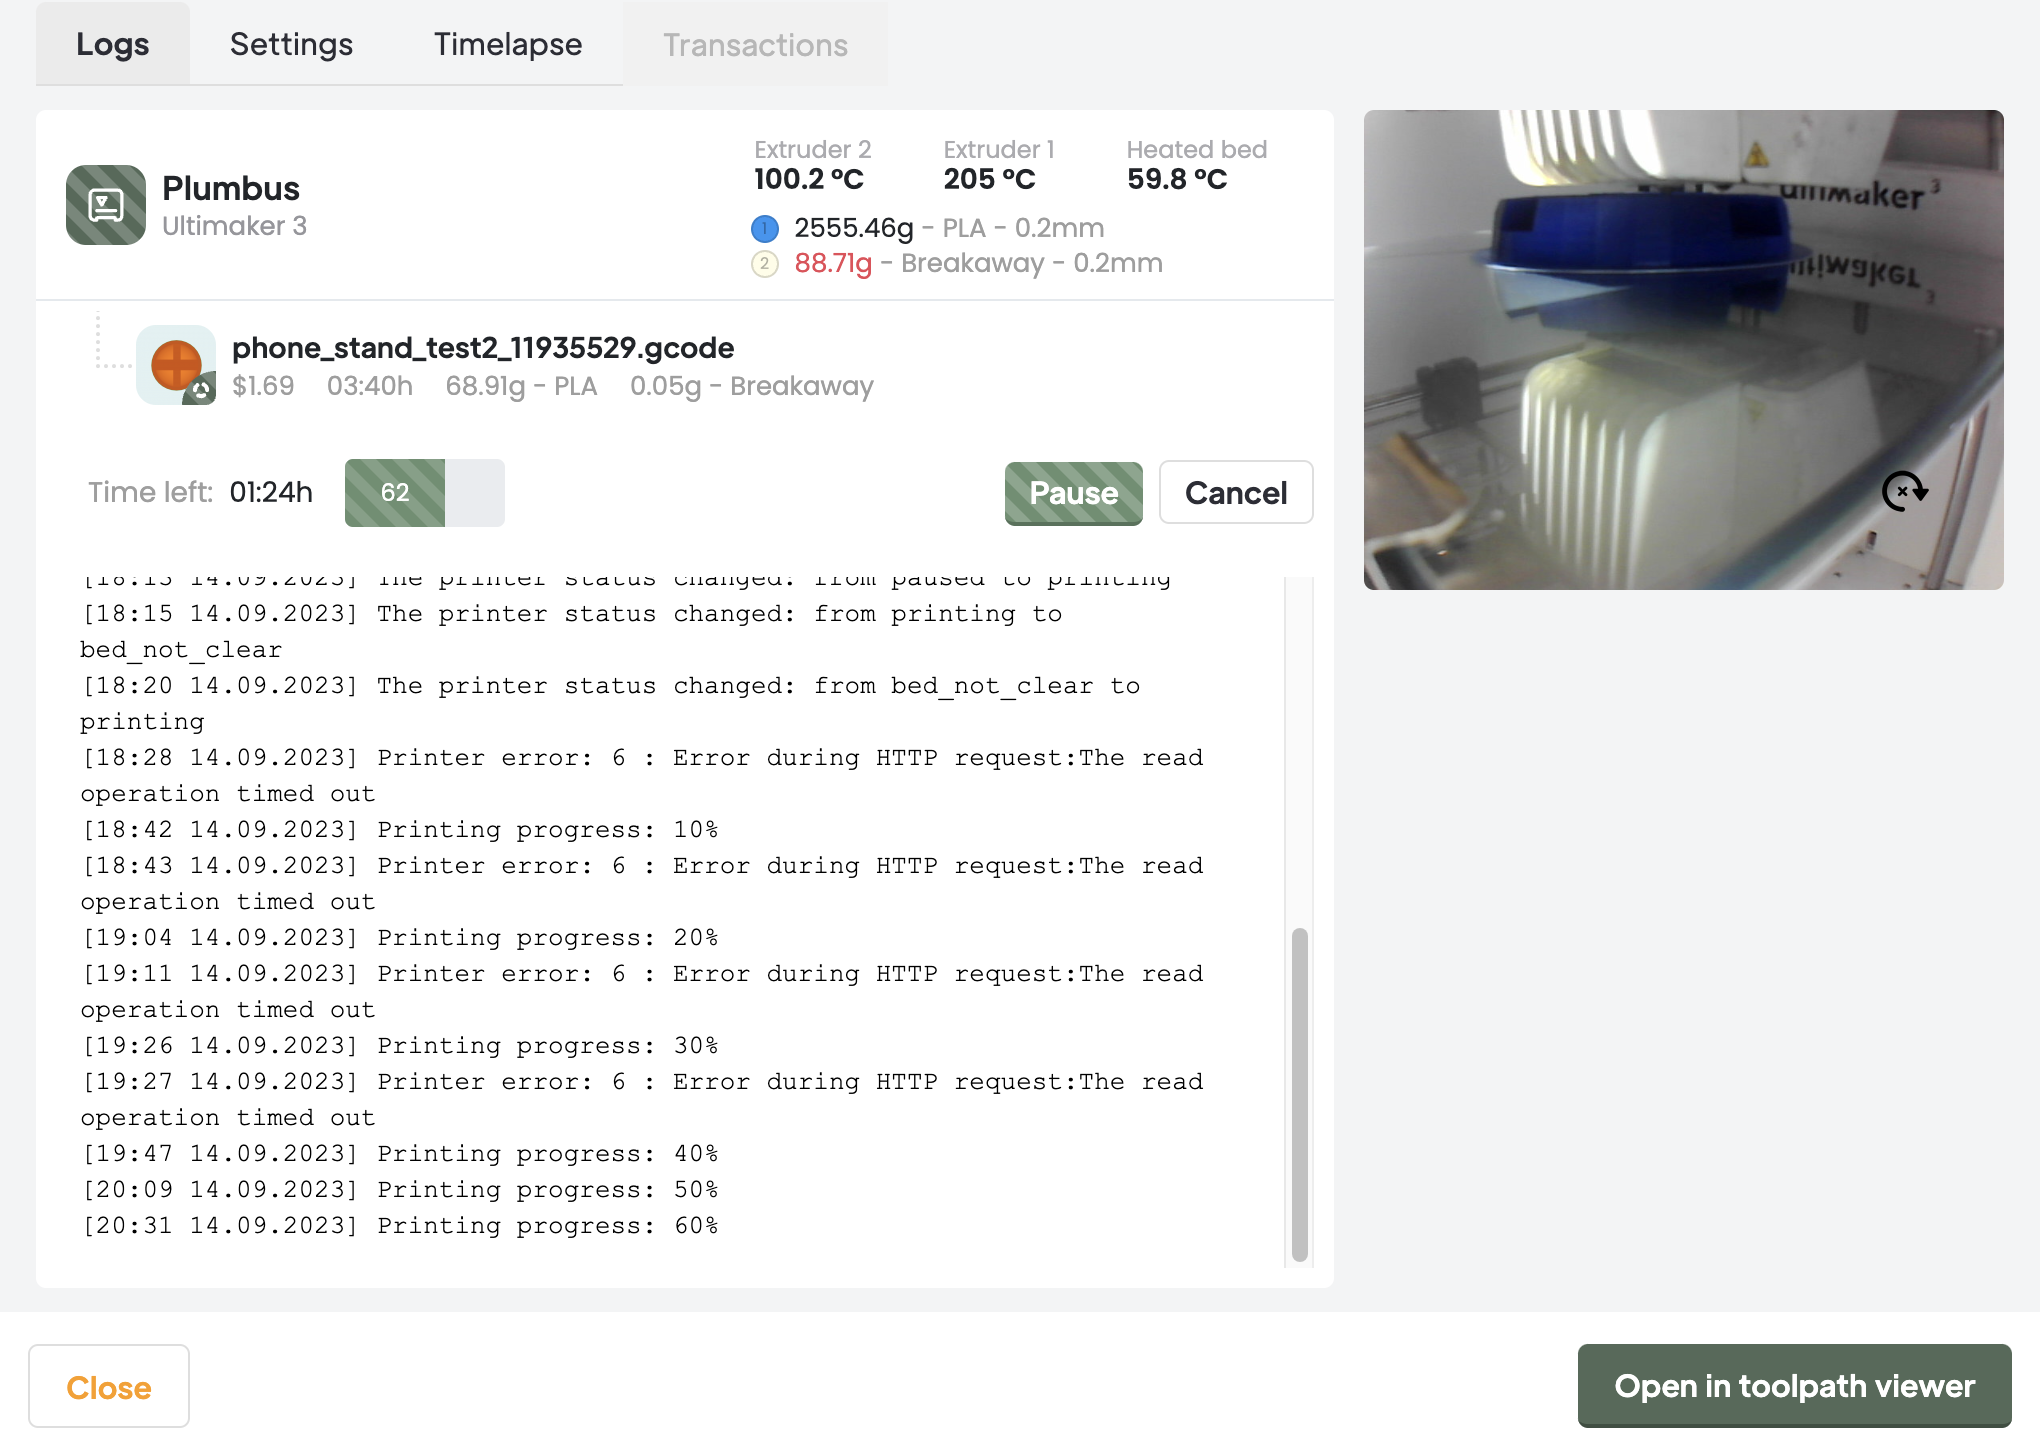 Logs Settings Timelapse Transactions
Plumbus
Ultimaker 3
Extruder 2 Extruder 1 Heated bed
100.2 °C 205 °C 59.8 °C
1 2555.46g - PLA - 0.2mm
2 88.71g - Breakaway - 0.2mm
ultimaker 3
phone_stand_test2_11935529.gcode
$1.69 03:40h 68.91g - PLA 0.05g - Breakaway
Time left: 01:24h 62 Pause Cancel
[18:15 14.09.2023] The printer status changed: from paused to printing
[18:15 14.09.2023] The printer status changed: from printing to
bed_not_clear
[18:20 14.09.2023] The printer status changed: from bed_not_clear to
printing
[18:28 14.09.2023] Printer error: 6 : Error during HTTP request:The read
operation timed out
[18:42 14.09.2023] Printing progress: 10%
[18:43 14.09.2023] Printer error: 6 : Error during HTTP request:The read
operation timed out
[19:04 14.09.2023] Printing progress: 20%
[19:11 14.09.2023] Printer error: 6 : Error during HTTP request:The read
operation timed out
[19:26 14.09.2023] Printing progress: 30%
[19:27 14.09.2023] Printer error: 6 : Error during HTTP request:The read
operation timed out
[19:47 14.09.2023] Printing progress: 40%
[20:09 14.09.2023] Printing progress: 50%
[20:31 14.09.2023] Printing progress: 60%
Close Open in toolpath viewer